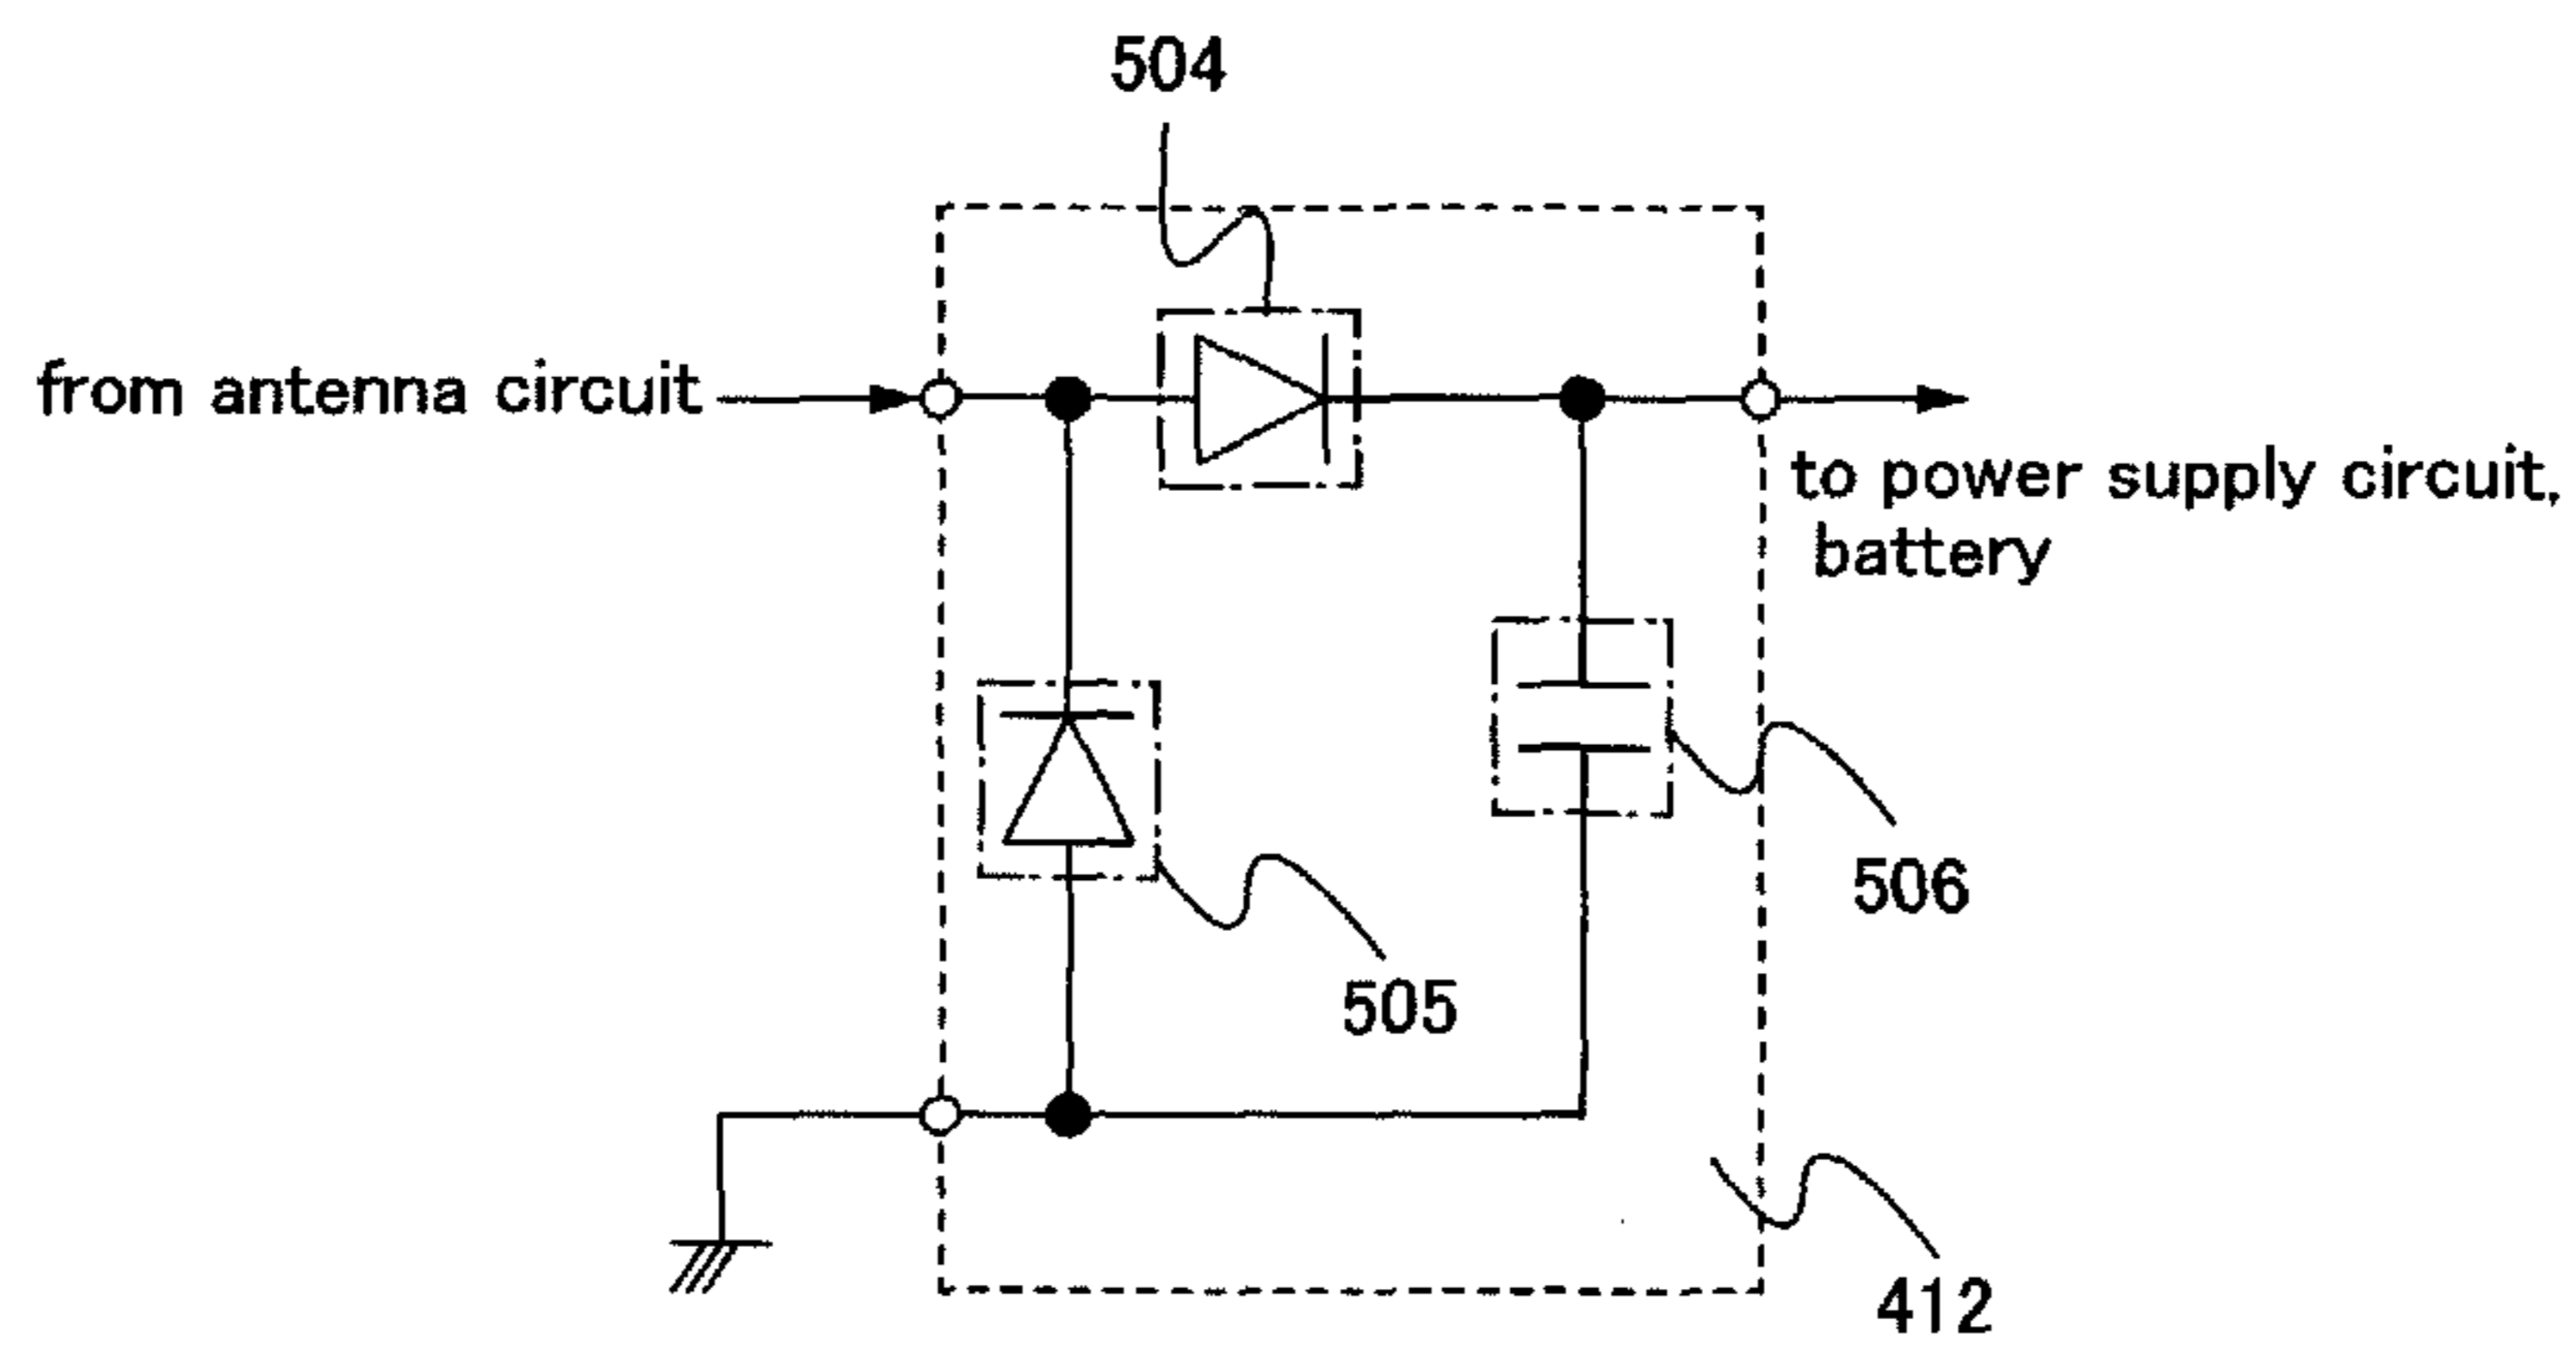 504
from antenna circuit
to power supply circuit,
battery
506
505
412